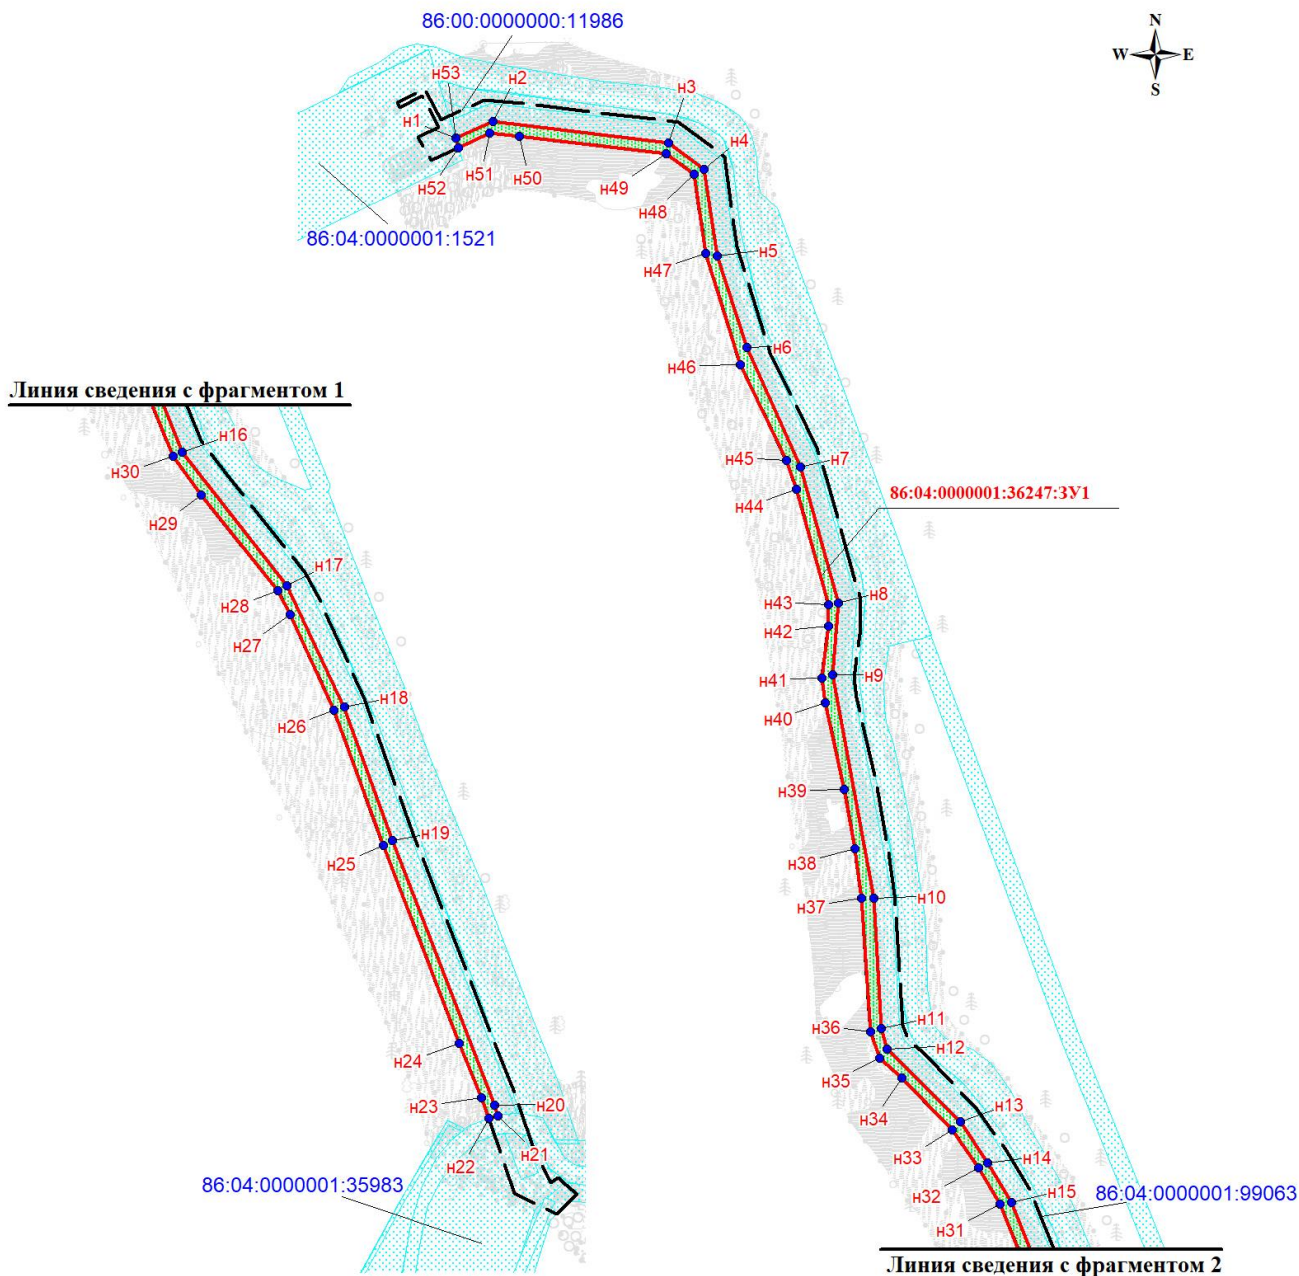 86:00:0000000:11986
N
W
E
S
н53
н2
н3
н1
н4
н52
н51
н50
н49
н48
86:04:0000001:1521
н47
н5
н6
н46
Линия сведения с фрагментом 1
н16
н30
н45
н7
н29
н44
86:04:0000001:36247:ЗУ1
н17
н28
н43
н8
н27
н42
н41
н9
н18
н26
н40
н39
н19
н25
н38
н37
н10
н36
н11
н24
н12
н35
н34
н23
н20
н13
н22
н21
н33
н14
86:04:0000001:35983
н32
н15
86:04:0000001:99063
н31
Линия сведения с фрагментом 2